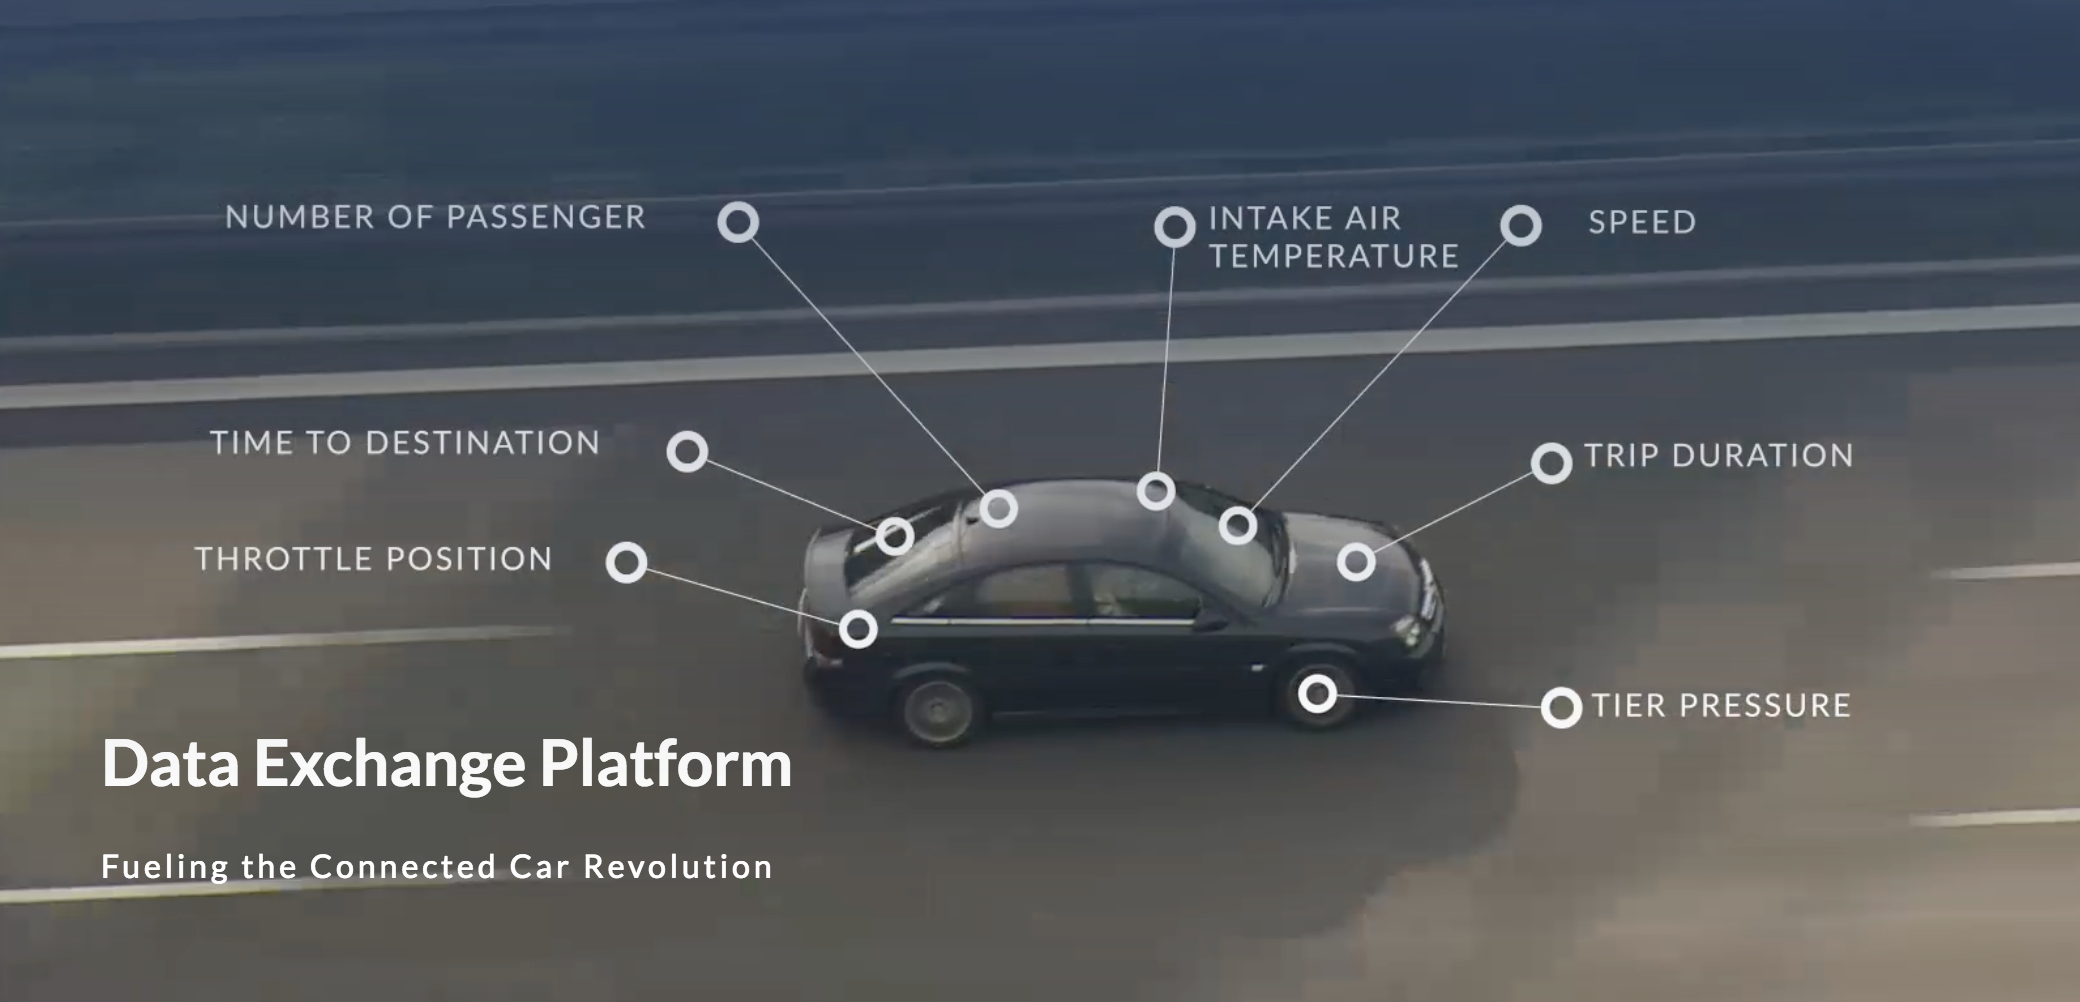 NUMBER OF PASSENGER
INTAKE AIR
TEMPERATURE
SPEED
TIME TO DESTINATION
TRIP DURATION
THROTTLE POSITION
TIER PRESSURE
Data Exchange Platform
Fueling the Connected Car Revolution